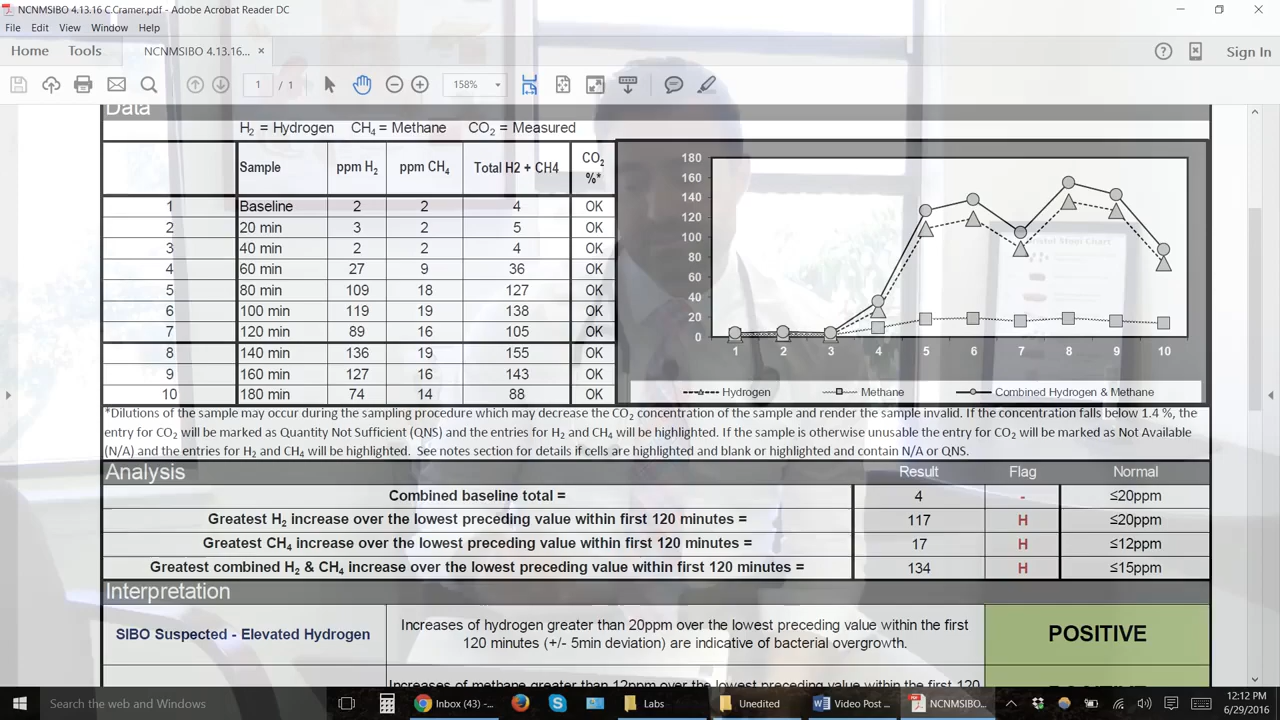 NCNMSIBO 4.13.16 C.Cramer.pdf - Adobe Acrobat Reader DC
File Edit View Window Help
Home Tools NCNMSIBO 4.13.16... × Sign In
1 / 1 158%
Data
H2 = Hydrogen CH4 = Methane CO2 = Measured
Sample ppm H2 ppm CH4 Total H2 + CH4 CO2 %*
1 Baseline 2 2 4 OK
2 20 min 3 2 5 OK
3 40 min 2 2 4 OK
4 60 min 27 9 36 OK
5 80 min 109 18 127 OK
6 100 min 119 19 138 OK
7 120 min 89 16 105 OK
8 140 min 136 19 155 OK
9 160 min 127 16 143 OK
10 180 min 74 14 88 OK
180
160
140
120
100
80
60
40
20
0
1 2 3 4 5 6 7 8 9 10
Hydrogen Methane Combined Hydrogen & Methane
*Dilutions of the sample may occur during the sampling procedure which may decrease the CO2 concentration of the sample and render the sample invalid. If the concentration falls below 1.4 %, the
entry for CO2 will be marked as Quantity Not Sufficient (QNS) and the entries for H2 and CH4 will be highlighted. If the sample is otherwise unusable the entry for CO2 will be marked as Not Available
(N/A) and the entries for H2 and CH4 will be highlighted. See notes section for details if cells are highlighted and blank or highlighted and contain N/A or QNS.
Analysis Result Flag Normal
Combined baseline total = 4 - ≤20ppm
Greatest H2 increase over the lowest preceding value within first 120 minutes = 117 H ≤20ppm
Greatest CH4 increase over the lowest preceding value within first 120 minutes = 17 H ≤12ppm
Greatest combined H2 & CH4 increase over the lowest preceding value within first 120 minutes = 134 H ≤15ppm
Interpretation
SIBO Suspected - Elevated Hydrogen
Increases of hydrogen greater than 20ppm over the lowest preceding value within the first
120 minutes (+/- 5min deviation) are indicative of bacterial overgrowth.
POSITIVE
Increases of methane greater than 12ppm over the lowest preceding value within the first 120
Search the web and Windows Inbox (43) -... Labs Unedited Video Post ... NCNMSIBO... 12:12 PM
6/29/2016